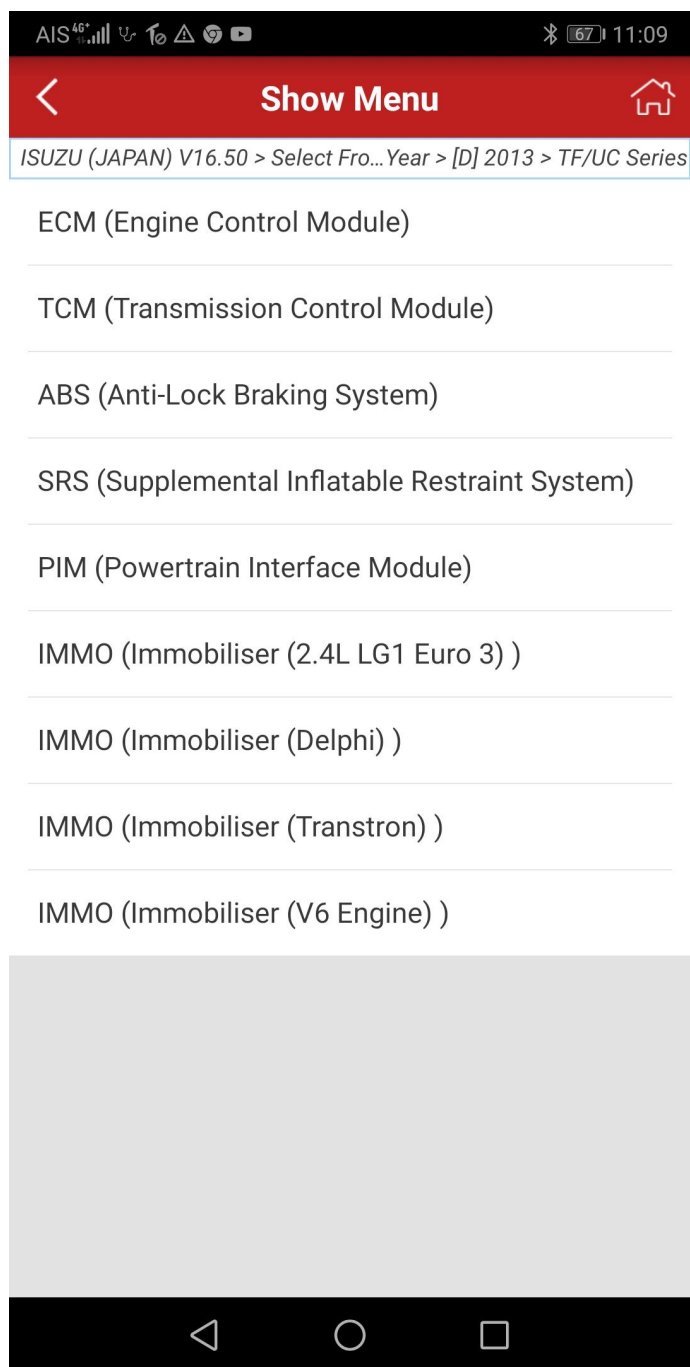 AIS 4G+ 67 11:09
Show Menu
ISUZU (JAPAN) V16.50 > Select Fro...Year > [D] 2013 > TF/UC Series
ECM (Engine Control Module)
TCM (Transmission Control Module)
ABS (Anti-Lock Braking System)
SRS (Supplemental Inflatable Restraint System)
PIM (Powertrain Interface Module)
IMMO (Immobiliser (2.4L LG1 Euro 3) )
IMMO (Immobiliser (Delphi) )
IMMO (Immobiliser (Transtron) )
IMMO (Immobiliser (V6 Engine) )